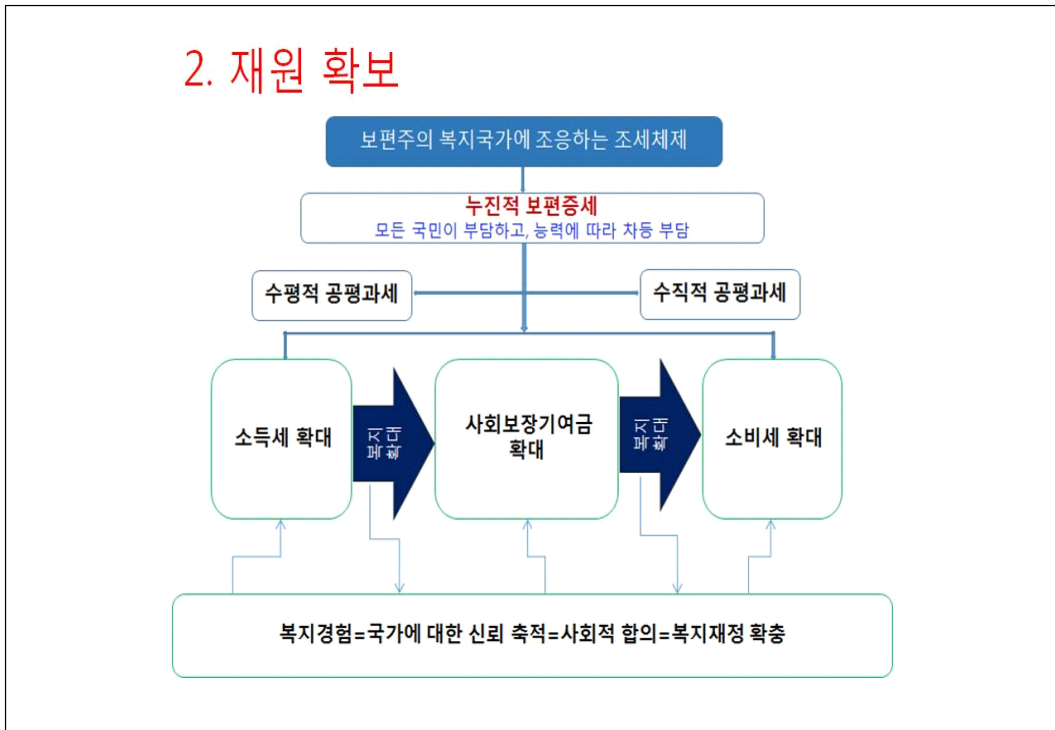 2. 재원 확보
보편주의 복지국가에 조응하는 조세체제
누진적 보편증세
모든 국민이 부담하고, 능력에 따라 차등 부담
수평적 공평과세
수직적 공평과세
소득세 확대
복지
확대
사회보장기여금
확대
복지
확대
소비세 확대
복지경험=국가에 대한 신뢰 축적=사회적 합의=복지재정 확충